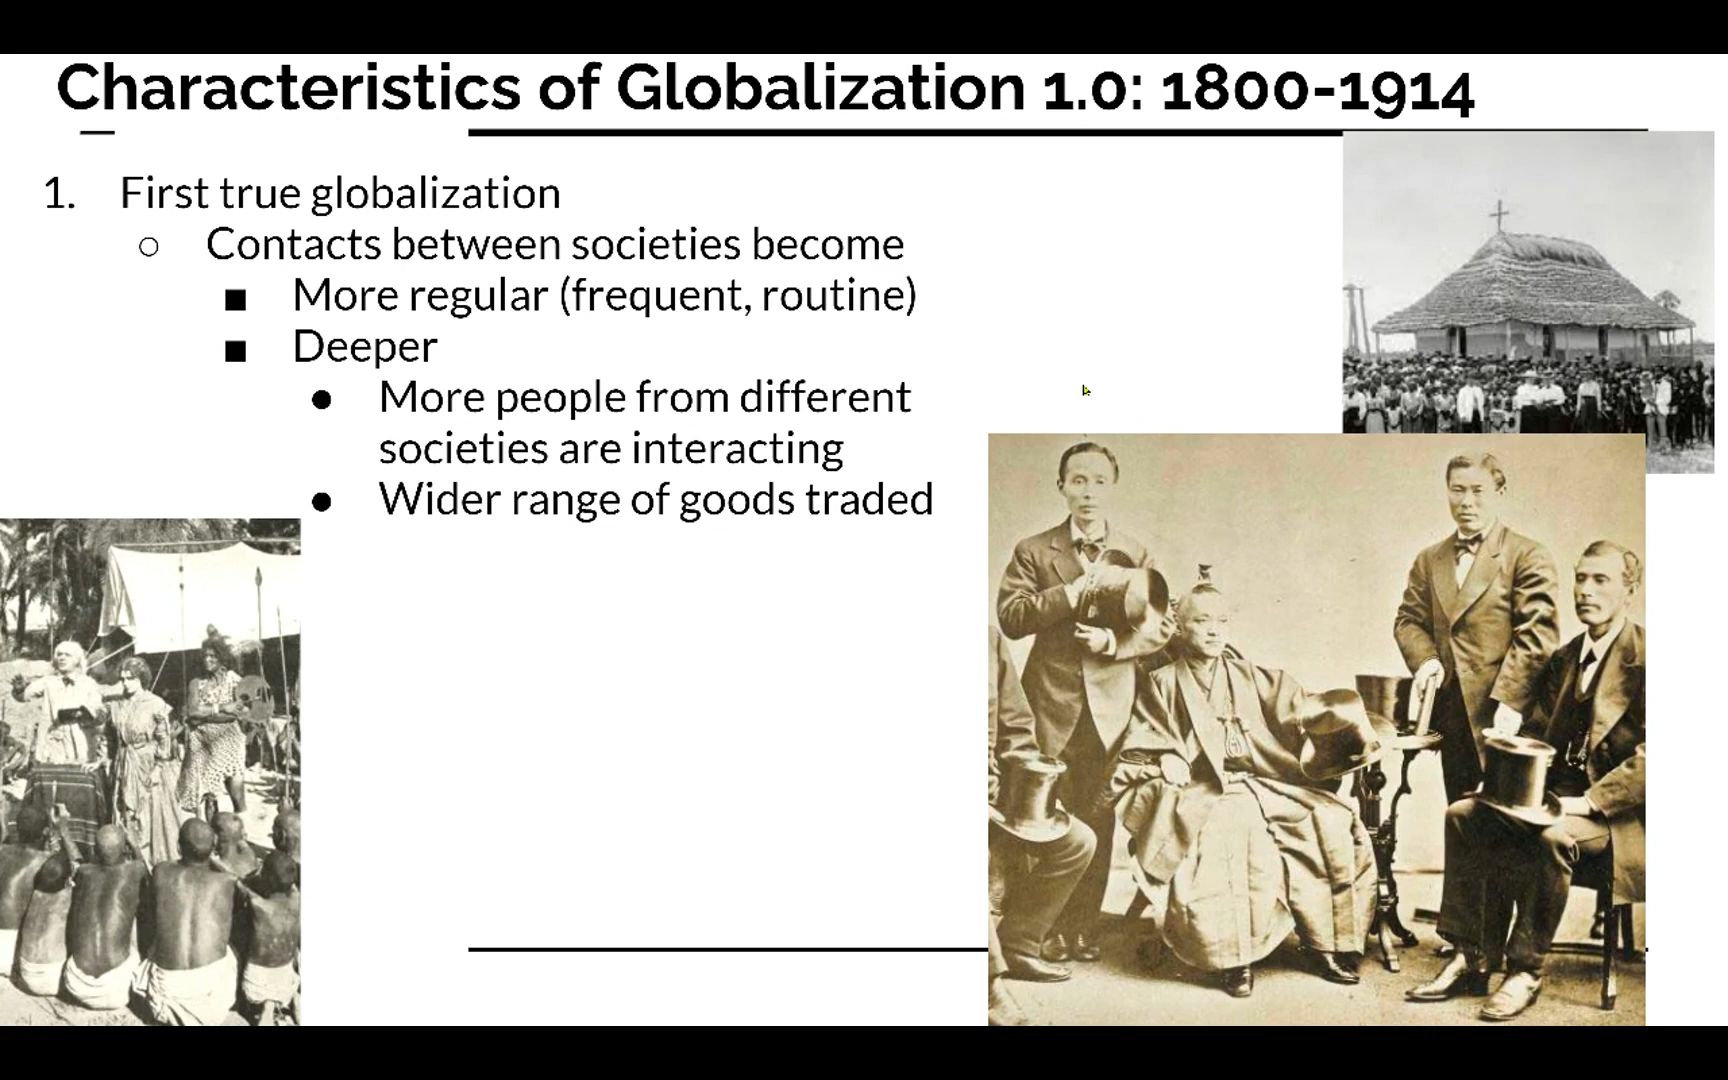 Characteristics of Globalization 1.0: 1800-1914
1. First true globalization
○ Contacts between societies become
■ More regular (frequent, routine)
■ Deeper
● More people from different
societies are interacting
● Wider range of goods traded